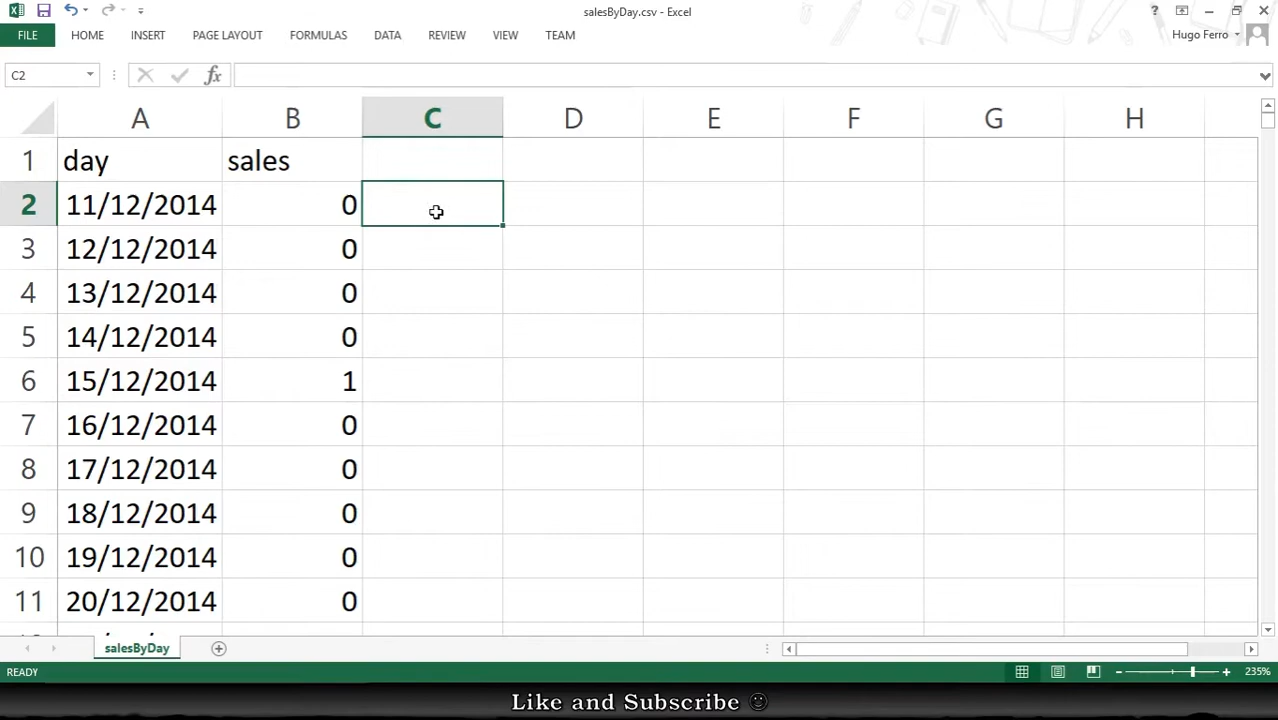 salesByDay.csv - Excel
?
FILE HOME INSERT PAGE LAYOUT FORMULAS DATA REVIEW VIEW TEAM Hugo Ferro
C2 fx
A B C D E F G H
1 day sales
2 11/12/2014 0
3 12/12/2014 0
4 13/12/2014 0
5 14/12/2014 0
6 15/12/2014 1
7 16/12/2014 0
8 17/12/2014 0
9 18/12/2014 0
10 19/12/2014 0
11 20/12/2014 0
salesByDay
READY 235%
Like and Subscribe ☺